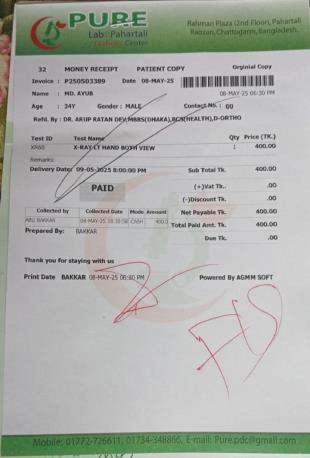 PURE
Lab Pahartali
Center
Rahman Plaza (2nd Floor), Pahartali
Raozan, Chattogarm, Bangladesh.
32 MONEY RECEIPT PATIENT COPY Orginial Copy
Invoice : P250503389 Date 08-MAY-25
Name : MD. AYUB 08-MAY-25 06:30 PM
Age : 34Y Gender : MALE Contact No. : 00
Refd. By : DR. ARUP RATAN DEV,MBBS(DHAKA),BCS(HEALTH),D-ORTHO
Test ID Test Name Qty Price (TK.)
X-RAY LT HAND BOTH VIEW 1 400.00
Remarks:
Delivery Date: 09-05-2025 8:00:00 PM Sub Total Tk. 400.00
PAID (+)Vat Tk.. .00
(-)Discount Tk. .00
Collected by Collected Date Mode Amount Net Payable Tk. 400.00
ABU BAKKAR 08-MAY-25 CASH 400.0 Total Paid Amt. Tk. 400.00
Prepared By: BAKKAR Due Tk. .00
Thank you for staying with us
Print Date BAKKAR 08-MAY-25 06:30 PM Powered By AGMM SOFT
Mobile: 01772-726611, 01734-348866, E-mail: Pure.pdc@gmail.com